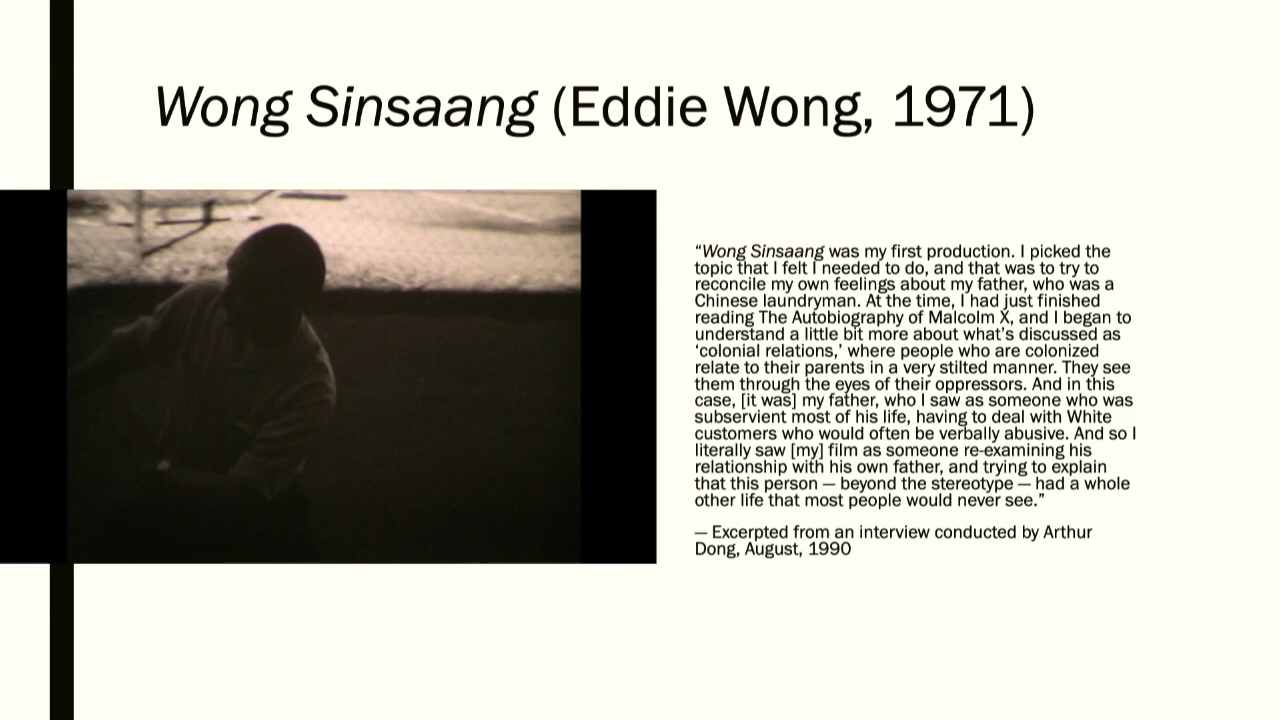 Wong Sinsaang (Eddie Wong, 1971)
“Wong Sinsaang was my first production. I picked the
topic that I felt I needed to do, and that was to try to
reconcile my own feelings about my father, who was a
Chinese laundryman. At the time, I had just finished
reading The Autobiography of Malcolm X, and I began to
understand a little bit more about what’s discussed as
‘colonial relations,’ where people who are colonized
relate to their parents in a very stilted manner. They see
them through the eyes of their oppressors. And in this
case, [it was] my father, who I saw as someone who was
subservient most of his life, having to deal with White
customers who would often be verbally abusive. And so I
literally saw [my] film as someone re-examining his
relationship with his own father, and trying to explain
that this person — beyond the stereotype — had a whole
other life that most people would never see.”
— Excerpted from an interview conducted by Arthur
Dong, August, 1990